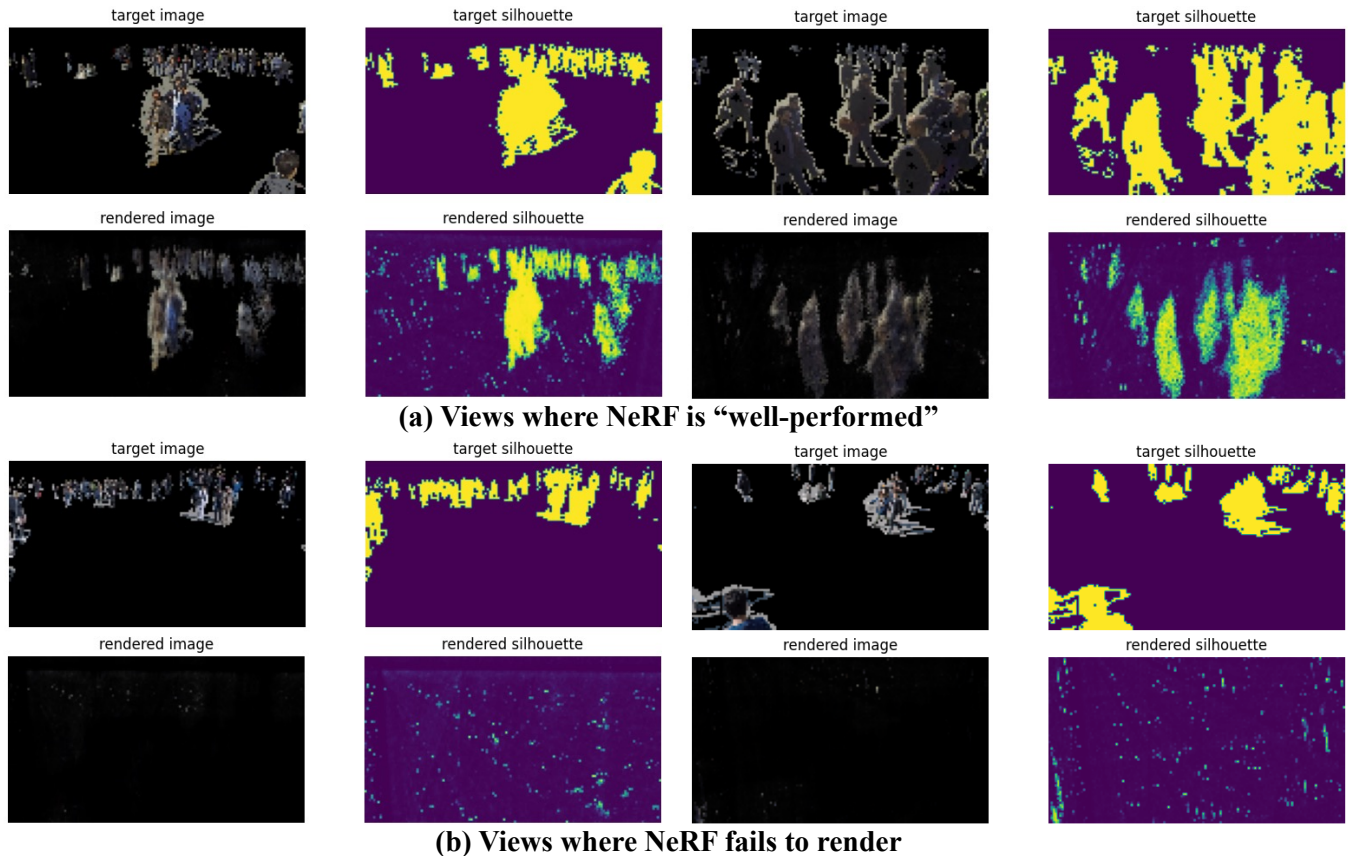 target image
target silhouette
target image
target silhouette
rendered image
rendered silhouette
rendered image
rendered silhouette
(a) Views where NeRF is “well-performed”
target image
target silhouette
target image
target silhouette
rendered image
rendered silhouette
rendered image
rendered silhouette
(b) Views where NeRF fails to render